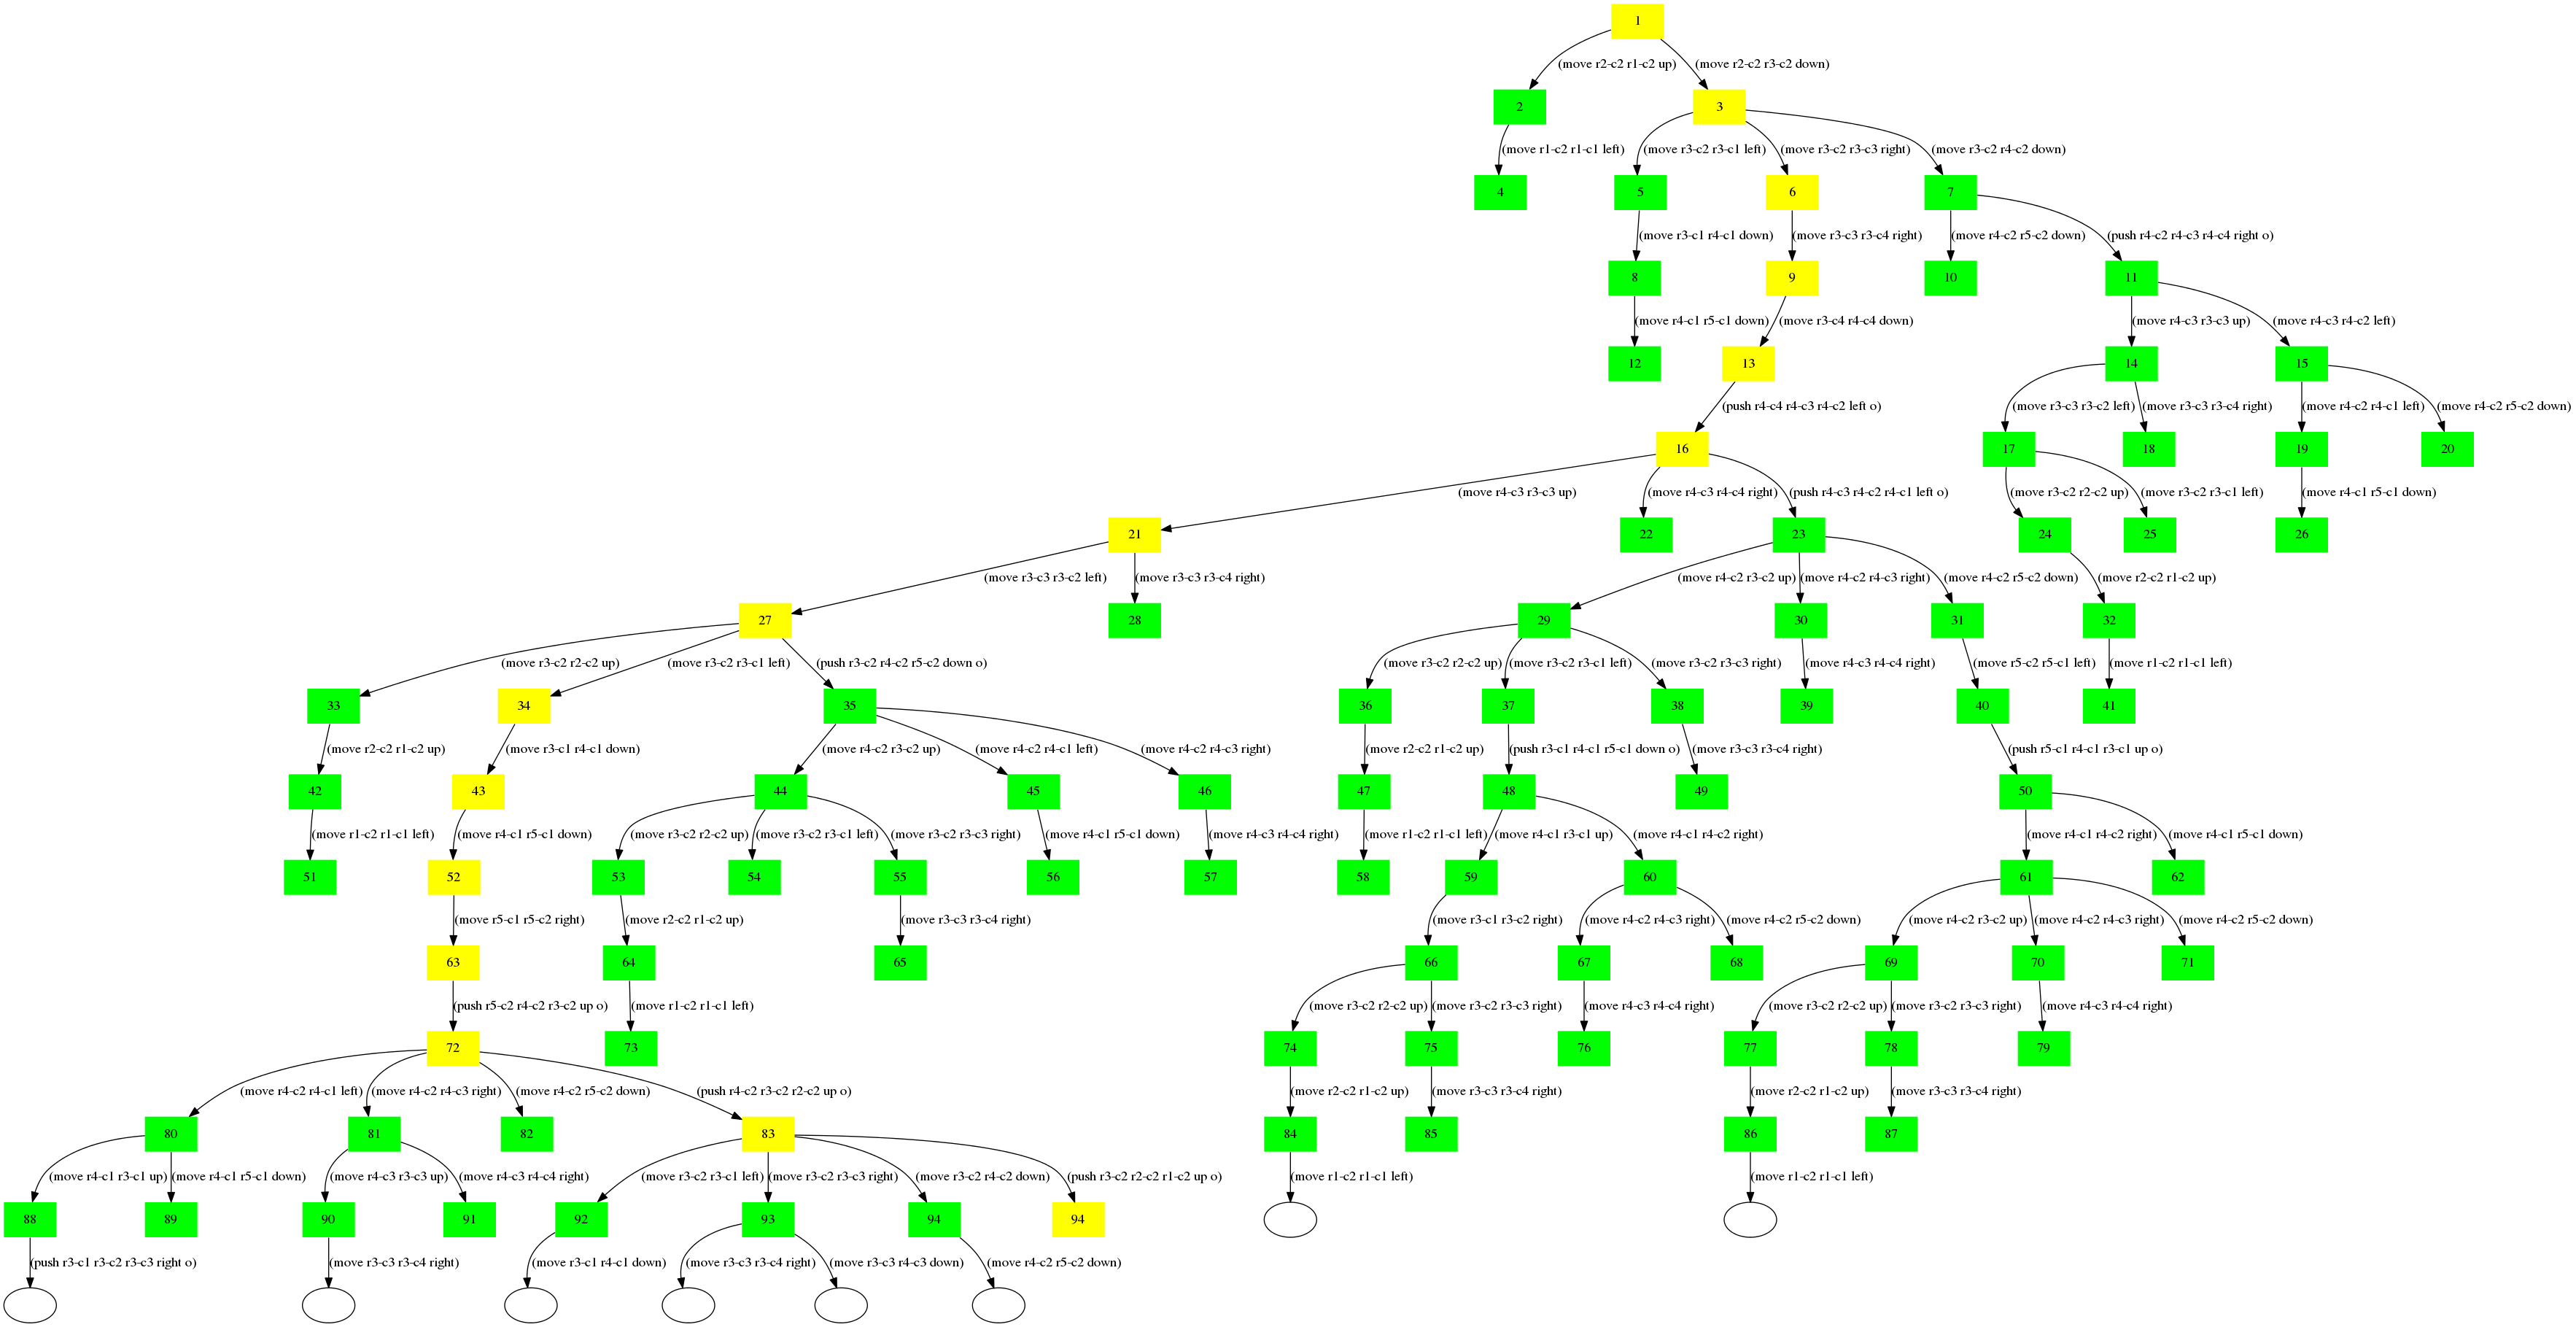 1
(move r2-c2 r1-c2 up) (move r2-c2 r3-c2 down)
2 3
(move r1-c2 r1-c1 left) (move r3-c2 r3-c1 left) (move r3-c2 r3-c3 right) (move r3-c2 r4-c2 down)
4 5 6 7
(move r3-c1 r4-c1 down) (move r3-c3 r3-c4 right) (move r4-c2 r5-c2 down) (push r4-c2 r4-c3 r4-c4 right o)
8 9 10 11
(move r4-c1 r5-c1 down) (move r3-c4 r4-c4 down) (move r4-c3 r3-c3 up) (move r4-c3 r4-c2 left)
12 13 14 15
(push r4-c4 r4-c3 r4-c2 left o) (move r3-c3 r3-c2 left) (move r3-c3 r3-c4 right) (move r4-c2 r4-c1 left) (move r4-c2 r5-c2 down)
16 17 18 19 20
(move r4-c3 r3-c3 up) (move r4-c3 r4-c4 right) (push r4-c3 r4-c2 r4-c1 left o) (move r3-c2 r2-c2 up) (move r3-c2 r3-c1 left) (move r4-c1 r5-c1 down)
21 22 23 24 25 26
(move r3-c3 r3-c2 left) (move r3-c3 r3-c4 right) (move r4-c2 r3-c2 up) (move r4-c2 r4-c3 right) (move r4-c2 r5-c2 down) (move r2-c2 r1-c2 up)
27 28 29 30 31 32
(move r3-c2 r2-c2 up) (move r3-c2 r3-c1 left) (push r3-c2 r4-c2 r5-c2 down o) (move r3-c2 r2-c2 up) (move r3-c2 r3-c1 left) (move r3-c2 r3-c3 right) (move r4-c3 r4-c4 right) (move r5-c2 r5-c1 left) (move r1-c2 r1-c1 left)
33 34 35 36 37 38 39 40 41
(move r2-c2 r1-c2 up) (move r3-c1 r4-c1 down) (move r4-c2 r3-c2 up) (move r4-c2 r4-c1 left) (move r4-c2 r4-c3 right) (move r2-c2 r1-c2 up) (push r3-c1 r4-c1 r5-c1 down o) (move r3-c3 r3-c4 right) (push r5-c1 r4-c1 r3-c1 up o)
42 43 44 45 46 47 48 49 50
(move r1-c2 r1-c1 left) (move r4-c1 r5-c1 down) (move r3-c2 r2-c2 up) (move r3-c2 r3-c1 left) (move r3-c2 r3-c3 right) (move r4-c1 r5-c1 down) (move r4-c3 r4-c4 right) (move r1-c2 r1-c1 left) (move r4-c1 r3-c1 up) (move r4-c1 r4-c2 right) (move r4-c1 r4-c2 right) (move r4-c1 r5-c1 down)
51 52 53 54 55 56 57 58 59 60 61 62
(move r5-c1 r5-c2 right) (move r2-c2 r1-c2 up) (move r3-c3 r3-c4 right) (move r3-c1 r3-c2 right) (move r4-c2 r4-c3 right) (move r4-c2 r5-c2 down) (move r4-c2 r3-c2 up) (move r4-c2 r4-c3 right) (move r4-c2 r5-c2 down)
63 64 65 66 67 68 69 70 71
(push r5-c2 r4-c2 r3-c2 up o) (move r1-c2 r1-c1 left) (move r3-c2 r2-c2 up) (move r3-c2 r3-c3 right) (move r4-c3 r4-c4 right) (move r3-c2 r2-c2 up) (move r3-c2 r3-c3 right) (move r4-c3 r4-c4 right)
72 73 74 75 76 77 78 79
(move r4-c2 r4-c1 left) (move r4-c2 r4-c3 right) (move r4-c2 r5-c2 down) (push r4-c2 r3-c2 r2-c2 up o) (move r2-c2 r1-c2 up) (move r3-c3 r3-c4 right) (move r2-c2 r1-c2 up) (move r3-c3 r3-c4 right)
80 81 82 83 84 85 86 87
(move r4-c1 r3-c1 up) (move r4-c1 r5-c1 down) (move r4-c3 r3-c3 up) (move r4-c3 r4-c4 right) (move r3-c2 r3-c1 left) (move r3-c2 r3-c3 right) (move r3-c2 r4-c2 down) (push r3-c2 r2-c2 r1-c2 up o) (move r1-c2 r1-c1 left) (move r1-c2 r1-c1 left)
88 89 90 91 92 93 94 94
(push r3-c1 r3-c2 r3-c3 right o) (move r3-c3 r3-c4 right) (move r3-c1 r4-c1 down) (move r3-c3 r3-c4 right) (move r3-c3 r4-c3 down) (move r4-c2 r5-c2 down)